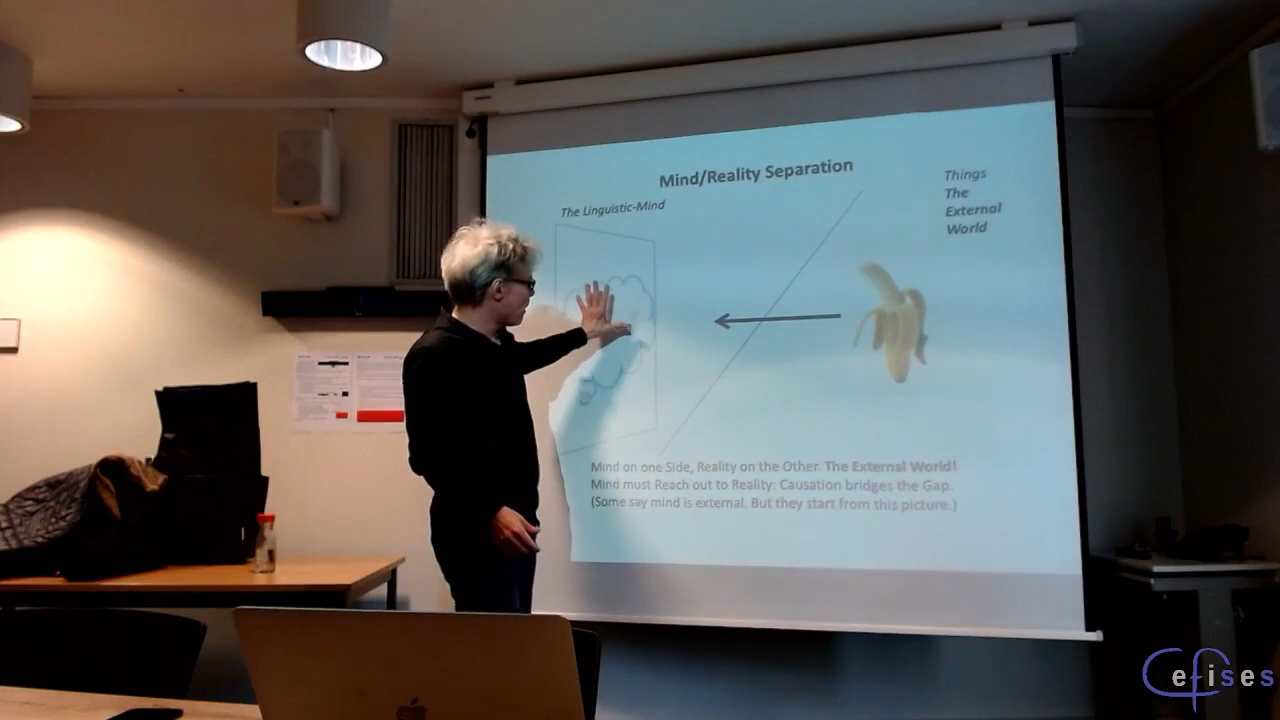 Mind/Reality Separation
The Linguistic-Mind
Things
The
External
World
Mind on one Side, Reality on the Other. The External World!
Mind must Reach out to Reality: Causation bridges the Gap.
(Some say mind is external. But they start from this picture.)
efises